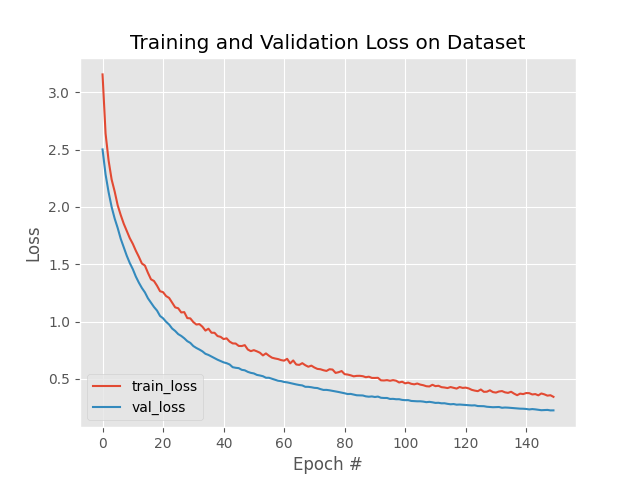 Training and Validation Loss on Dataset
Loss
3.0
2.5
2.0
1.5
1.0
0.5
train_loss
val_loss
0 20 40 60 80 100 120 140
Epoch #